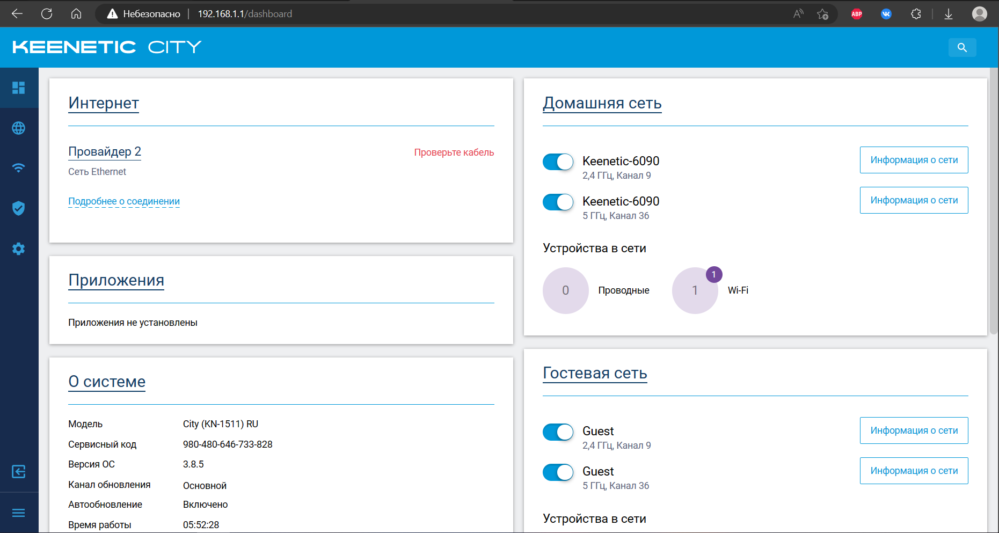 Небезопасно | 192.168.1.1/dashboard
ABP
KEENETIC CITY
Интернет
Провайдер 2
Проверьте кабель
Сеть Ethernet
Подробнее о соединении
Приложения
Приложения не установлены
О системе
Модель City (KN-1511) RU
Сервисный код 980-480-646-733-828
Версия ОС 3.8.5
Канал обновления Основной
Автообновление Включено
Время работы 05:52:28
Домашняя сеть
Keenetic-6090
2,4 ГГц, Канал 9
Информация о сети
Keenetic-6090
5 ГГц, Канал 36
Информация о сети
Устройства в сети
0 Проводные 1 1 Wi-Fi
Гостевая сеть
Guest
2,4 ГГц, Канал 9
Информация о сети
Guest
5 ГГц, Канал 36
Информация о сети
Устройства в сети